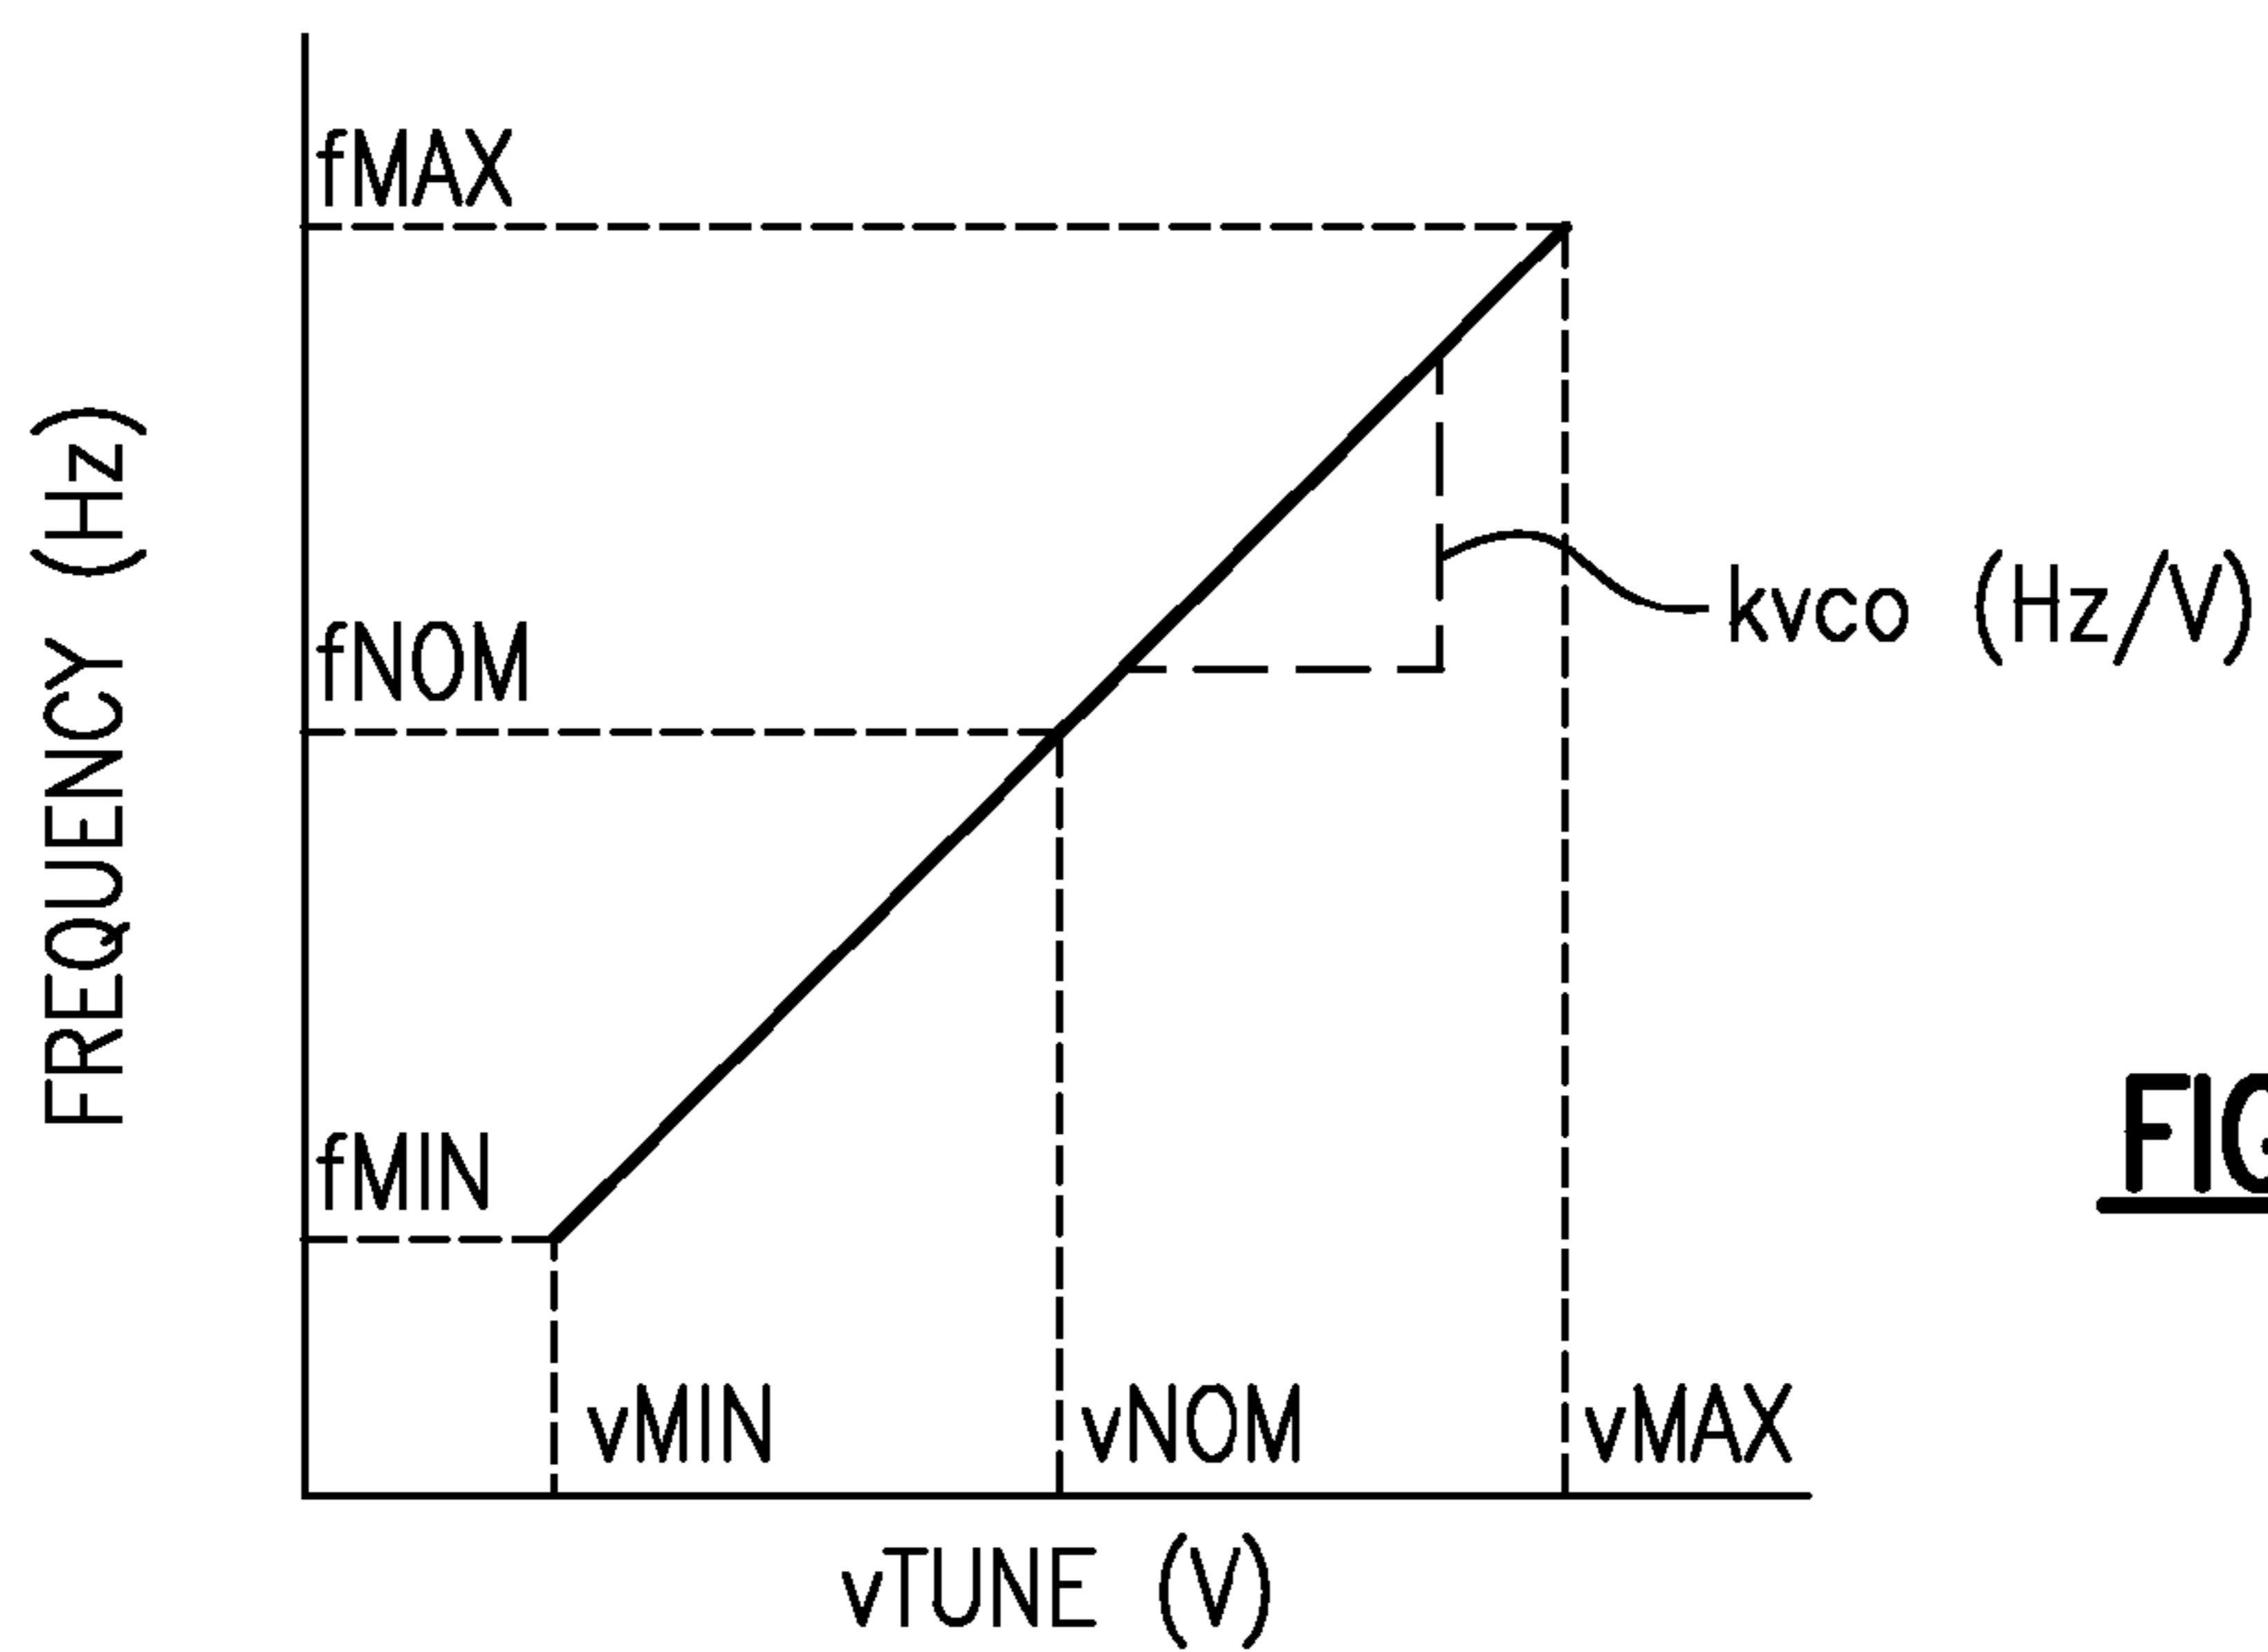 fMAX
FREQUENCY (Hz)
fNOM
kvco (Hz/V)
fMIN
vMIN
vNOM
vMAX
vTUNE (V)